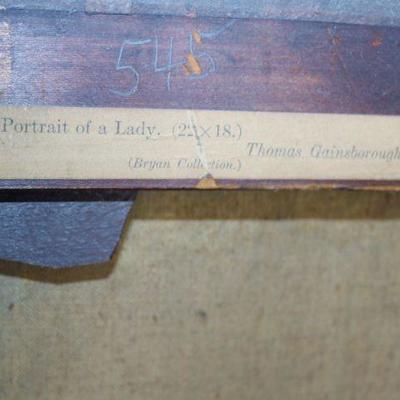 545
Portrait of a Lady. (22×18.)
Thomas Gainsborough
(Bryan Collection.)